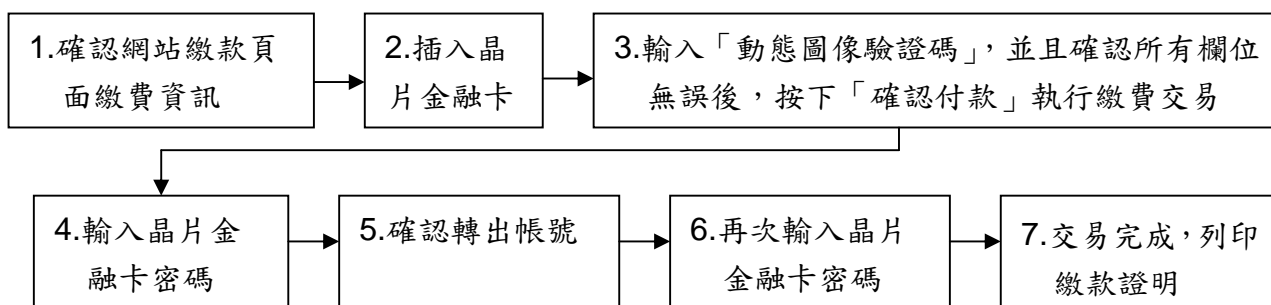 1.確認網站繳款頁
面繳費資訊
2.插入晶
片金融卡
3.輸入「動態圖像驗證碼」，並且確認所有欄位
無誤後，按下「確認付款」執行繳費交易
4.輸入晶片金
融卡密碼
5.確認轉出帳號
6.再次輸入晶片
金融卡密碼
7.交易完成，列印
繳款證明